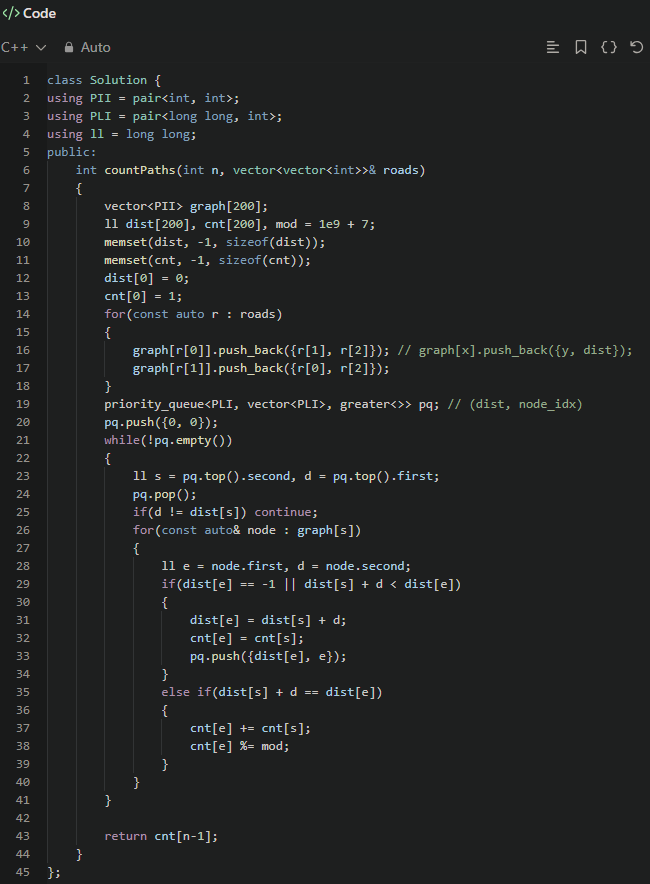 </> Code
C++ Auto
1 class Solution {
2 using PII = pair<int, int>;
3 using PLI = pair<long long, int>;
4 using ll = long long;
5 public:
6     int countPaths(int n, vector<vector<int>>& roads)
7     {
8         vector<PII> graph[200];
9         ll dist[200], cnt[200], mod = 1e9 + 7;
10         memset(dist, -1, sizeof(dist));
11         memset(cnt, -1, sizeof(cnt));
12         dist[0] = 0;
13         cnt[0] = 1;
14         for(const auto r : roads)
15         {
16             graph[r[0]].push_back({r[1], r[2]}); // graph[x].push_back({y, dist});
17             graph[r[1]].push_back({r[0], r[2]});
18         }
19         priority_queue<PLI, vector<PLI>, greater<>> pq; // (dist, node_idx)
20         pq.push({0, 0});
21         while(!pq.empty())
22         {
23             ll s = pq.top().second, d = pq.top().first;
24             pq.pop();
25             if(d != dist[s]) continue;
26             for(const auto& node : graph[s])
27             {
28                 ll e = node.first, d = node.second;
29                 if(dist[e] == -1 || dist[s] + d < dist[e])
30                 {
31                     dist[e] = dist[s] + d;
32                     cnt[e] = cnt[s];
33                     pq.push({dist[e], e});
34                 }
35                 else if(dist[s] + d == dist[e])
36                 {
37                     cnt[e] += cnt[s];
38                     cnt[e] %= mod;
39                 }
40             }
41         }
42
43         return cnt[n-1];
44     }
45 };